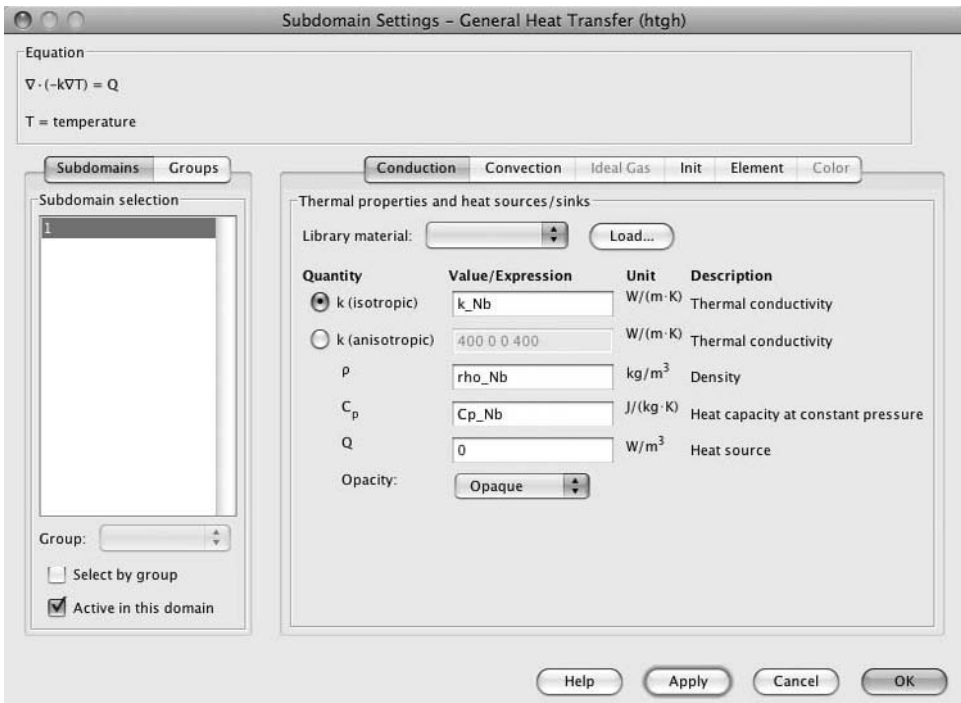 Subdomain Settings – General Heat Transfer (htgh)
Equation
∇·(-k∇T) = Q
T = temperature
Subdomains Groups
Subdomain selection
1
Group:
Select by group
Active in this domain
Conduction Convection Ideal Gas Init Element Color
Thermal properties and heat sources/sinks
Library material: Load...
Quantity Value/Expression Unit Description
k (isotropic) k_Nb W/(m·K) Thermal conductivity
k (anisotropic) 400 0 0 400 W/(m·K) Thermal conductivity
ρ rho_Nb kg/m³ Density
Cₚ Cp_Nb J/(kg·K) Heat capacity at constant pressure
Q 0 W/m³ Heat source
Opacity: Opaque
Help Apply Cancel OK